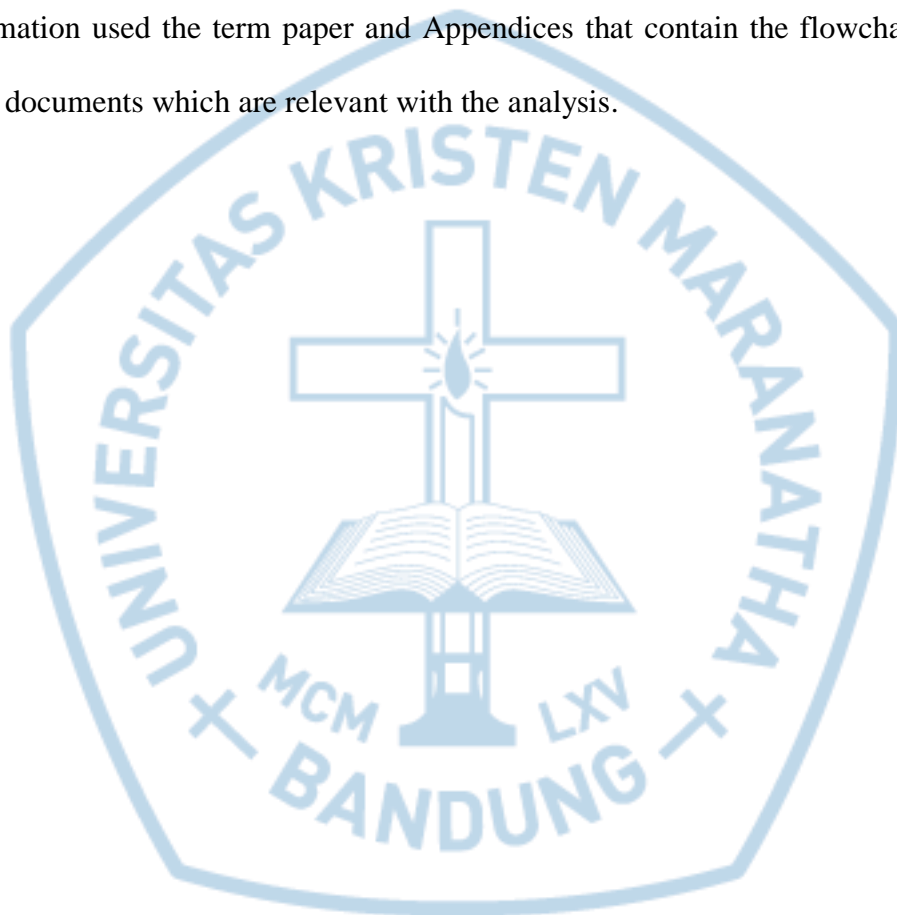 mation used the term paper and Appendices that contain the flowcha
documents which are relevant with the analysis.
UNIVERSITAS KRISTEN MARANATHA
MCM LXV
BANDUNG